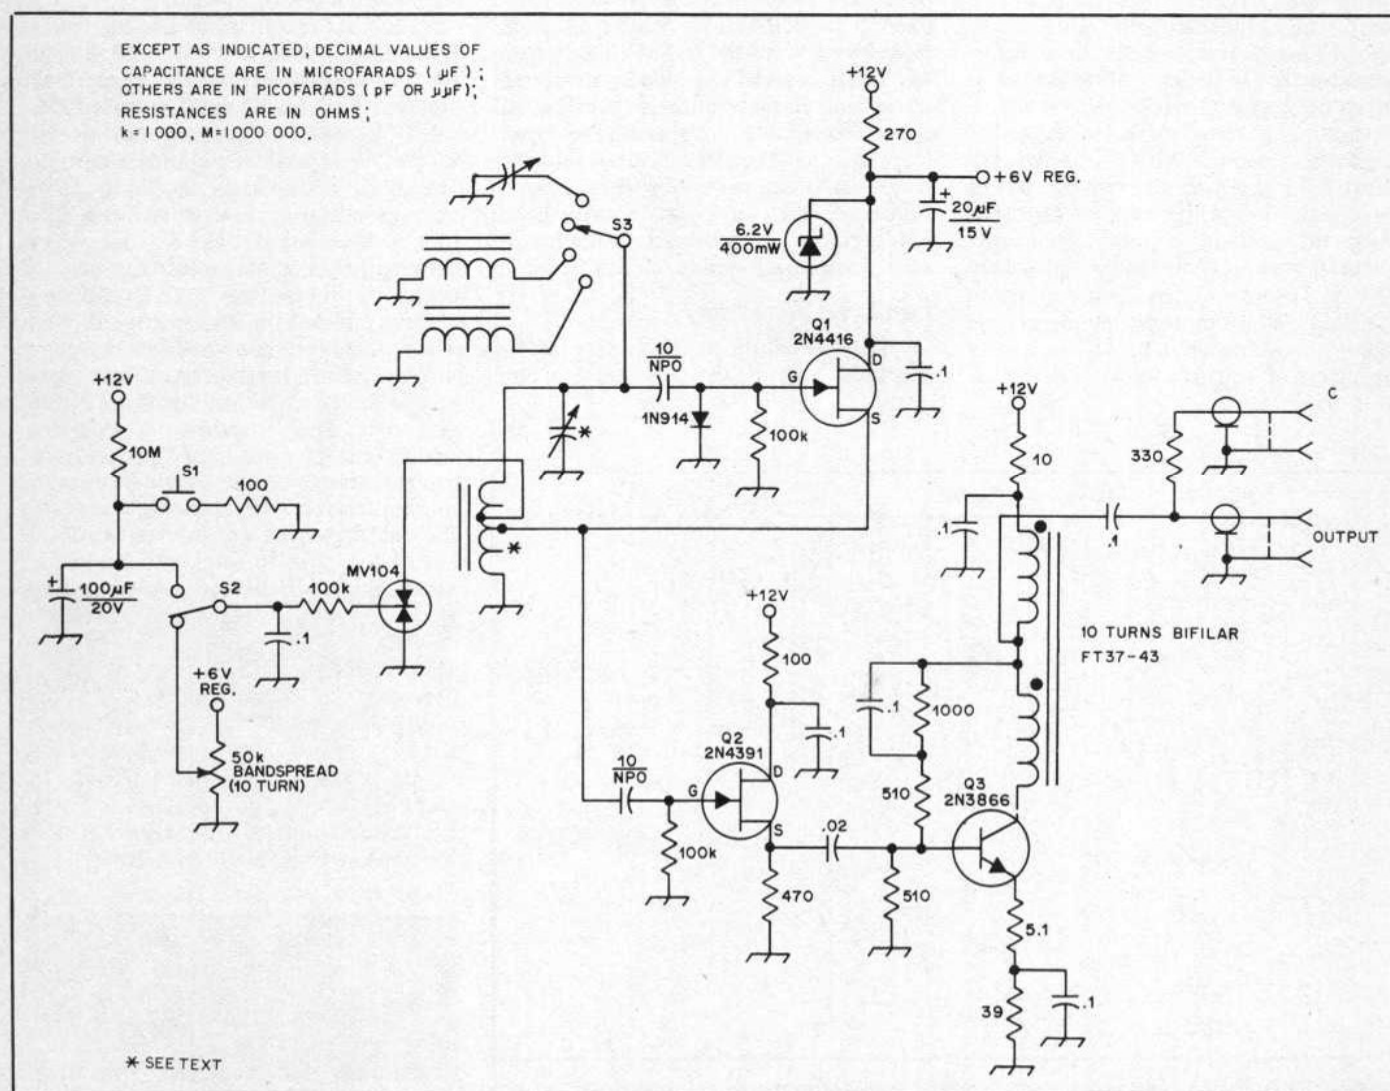 EXCEPT AS INDICATED, DECIMAL VALUES OF
CAPACITANCE ARE IN MICROFARADS (µF);
OTHERS ARE IN PICOFARADS (pF OR µµF);
RESISTANCES ARE IN OHMS;
k=1000, M=1000 000.
+12V
270
+6V REG.
+
20µF
15V
6.2V
400mW
S3
Q1
2N4416
D
G
S
.1
10
NPO
1N914
100k
*
+12V
10M
S1
100
+
100µF
20V
S2
.1
100k
MV104
*
+6V
REG.
50k
BANDSPREAD
(10 TURN)
+12V
10
.1
.1
330
C
OUTPUT
10 TURNS BIFILAR
FT37-43
+12V
100
.1
Q2
2N4391
D
G
S
10
NPO
100k
470
.02
.1
1000
510
510
Q3
2N3866
5.1
39
.1
* SEE TEXT